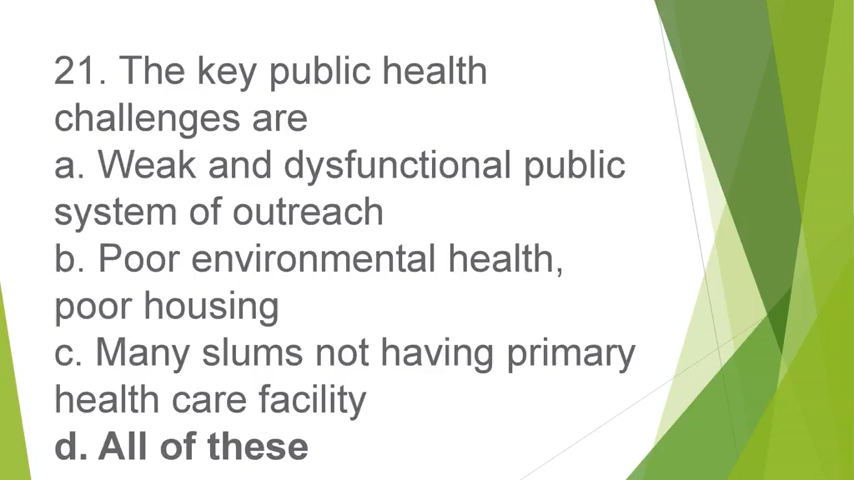 21. The key public health
challenges are
a. Weak and dysfunctional public
system of outreach
b. Poor environmental health,
poor housing
c. Many slums not having primary
health care facility
d. All of these